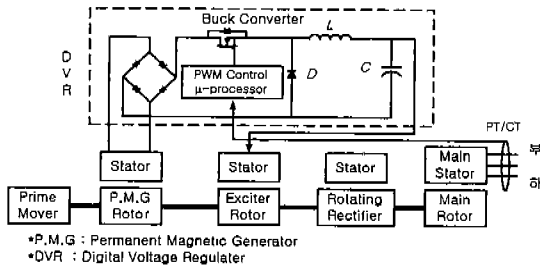 Buck Converter
L
D
V
R
PWM Control
μ-processor
D
C
PT/CT
부
하
Stator
Stator
Stator
Main
Stator
Prime
Mover
P.M.G
Rotor
Exciter
Rotor
Rotating
Rectifier
Main
Rotor
*P.M.G : Permanent Magnetic Generator
*DVR : Digital Voltage Regulater